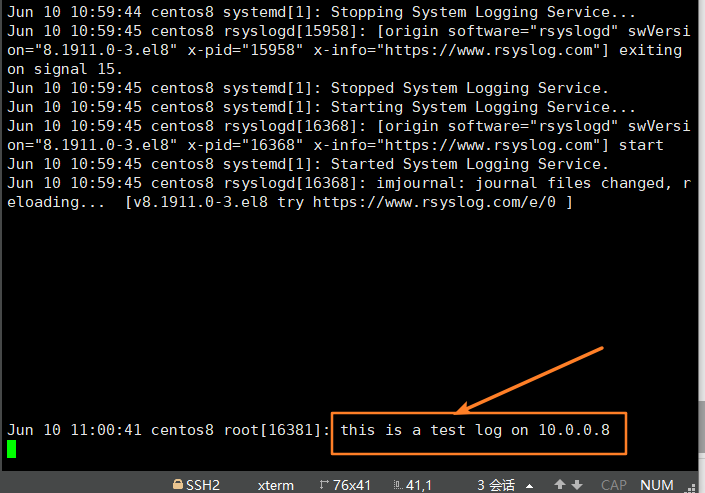 Jun 10 10:59:44 centos8 systemd[1]: Stopping System Logging Service...
Jun 10 10:59:45 centos8 rsyslogd[15958]: [origin software="rsyslogd" swVersi
on="8.1911.0-3.el8" x-pid="15958" x-info="https://www.rsyslog.com"] exiting
on signal 15.
Jun 10 10:59:45 centos8 systemd[1]: Stopped System Logging Service.
Jun 10 10:59:45 centos8 systemd[1]: Starting System Logging Service...
Jun 10 10:59:45 centos8 rsyslogd[16368]: [origin software="rsyslogd" swVersi
on="8.1911.0-3.el8" x-pid="16368" x-info="https://www.rsyslog.com"] start
Jun 10 10:59:45 centos8 systemd[1]: Started System Logging Service.
Jun 10 10:59:45 centos8 rsyslogd[16368]: imjournal: journal files changed, r
eloading...  [v8.1911.0-3.el8 try https://www.rsyslog.com/e/0 ]
Jun 10 11:00:41 centos8 root[16381]: this is a test log on 10.0.0.8
SSH2 xterm 76x41 41,1 3 会话 CAP NUM